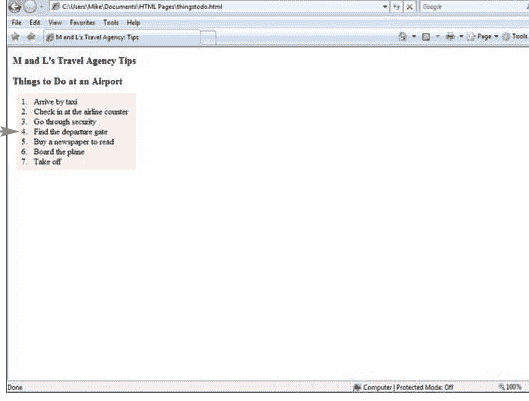 C:\Users\Mike\Documents\HTML Pages\thingstodo.html
Google
File Edit View Favorites Tools Help
M and L's Travel Agency: Tips
Page Tools
M and L's Travel Agency Tips
Things to Do at an Airport
1. Arrive by taxi
2. Check in at the airline counter
3. Go through security
4. Find the departure gate
5. Buy a newspaper to read
6. Board the plane
7. Take off
Done
Computer | Protected Mode: Off
100%